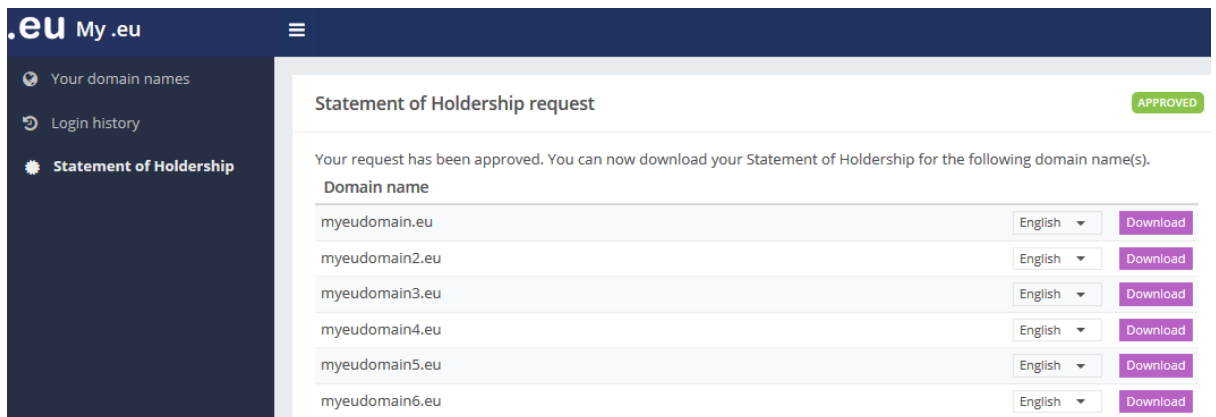 .eu My .eu
Your domain names
Login history
Statement of Holdership
Statement of Holdership request APPROVED
Your request has been approved. You can now download your Statement of Holdership for the following domain name(s).
Domain name
myeudomain.eu English Download
myeudomain2.eu English Download
myeudomain3.eu English Download
myeudomain4.eu English Download
myeudomain5.eu English Download
myeudomain6.eu English Download